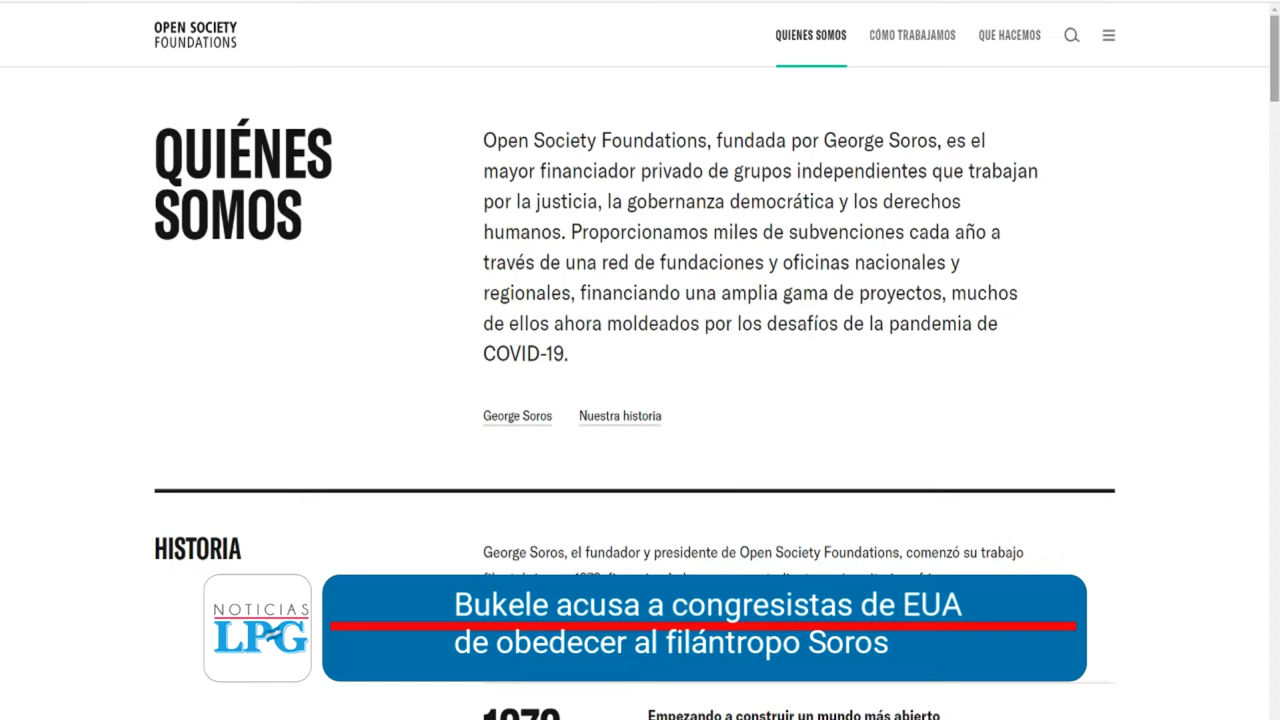 OPEN SOCIETY
FOUNDATIONS
QUIENES SOMOS
CÓMO TRABAJAMOS
QUE HACEMOS
QUIÉNES
SOMOS
Open Society Foundations, fundada por George Soros, es el
mayor financiador privado de grupos independientes que trabajan
por la justicia, la gobernanza democrática y los derechos
humanos. Proporcionamos miles de subvenciones cada año a
través de una red de fundaciones y oficinas nacionales y
regionales, financiando una amplia gama de proyectos, muchos
de ellos ahora moldeados por los desafíos de la pandemia de
COVID-19.
George Soros
Nuestra historia
HISTORIA
George Soros, el fundador y presidente de Open Society Foundations, comenzó su trabajo
NOTICIAS
LPG
Bukele acusa a congresistas de EUA
de obedecer al filántropo Soros
1979
Empezando a construir un mundo más abierto